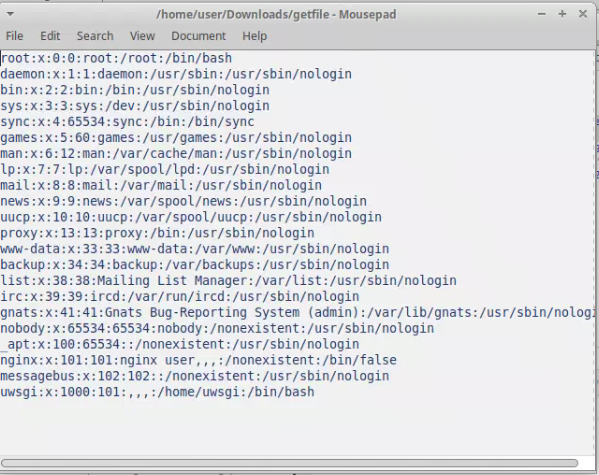 /home/user/Downloads/getfile - Mousepad
File Edit Search View Document Help
root:x:0:0:root:/root:/bin/bash
daemon:x:1:1:daemon:/usr/sbin:/usr/sbin/nologin
bin:x:2:2:bin:/bin:/usr/sbin/nologin
sys:x:3:3:sys:/dev:/usr/sbin/nologin
sync:x:4:65534:sync:/bin:/bin/sync
games:x:5:60:games:/usr/games:/usr/sbin/nologin
man:x:6:12:man:/var/cache/man:/usr/sbin/nologin
lp:x:7:7:lp:/var/spool/lpd:/usr/sbin/nologin
mail:x:8:8:mail:/var/mail:/usr/sbin/nologin
news:x:9:9:news:/var/spool/news:/usr/sbin/nologin
uucp:x:10:10:uucp:/var/spool/uucp:/usr/sbin/nologin
proxy:x:13:13:proxy:/bin:/usr/sbin/nologin
www-data:x:33:33:www-data:/var/www:/usr/sbin/nologin
backup:x:34:34:backup:/var/backups:/usr/sbin/nologin
list:x:38:38:Mailing List Manager:/var/list:/usr/sbin/nologin
irc:x:39:39:ircd:/var/run/ircd:/usr/sbin/nologin
gnats:x:41:41:Gnats Bug-Reporting System (admin):/var/lib/gnats:/usr/sbin/nologi
nobody:x:65534:65534:nobody:/nonexistent:/usr/sbin/nologin
_apt:x:100:65534::/nonexistent:/usr/sbin/nologin
nginx:x:101:101:nginx user,,,:/nonexistent:/bin/false
messagebus:x:102:102::/nonexistent:/usr/sbin/nologin
uwsgi:x:1000:101:,,,:/home/uwsgi:/bin/bash